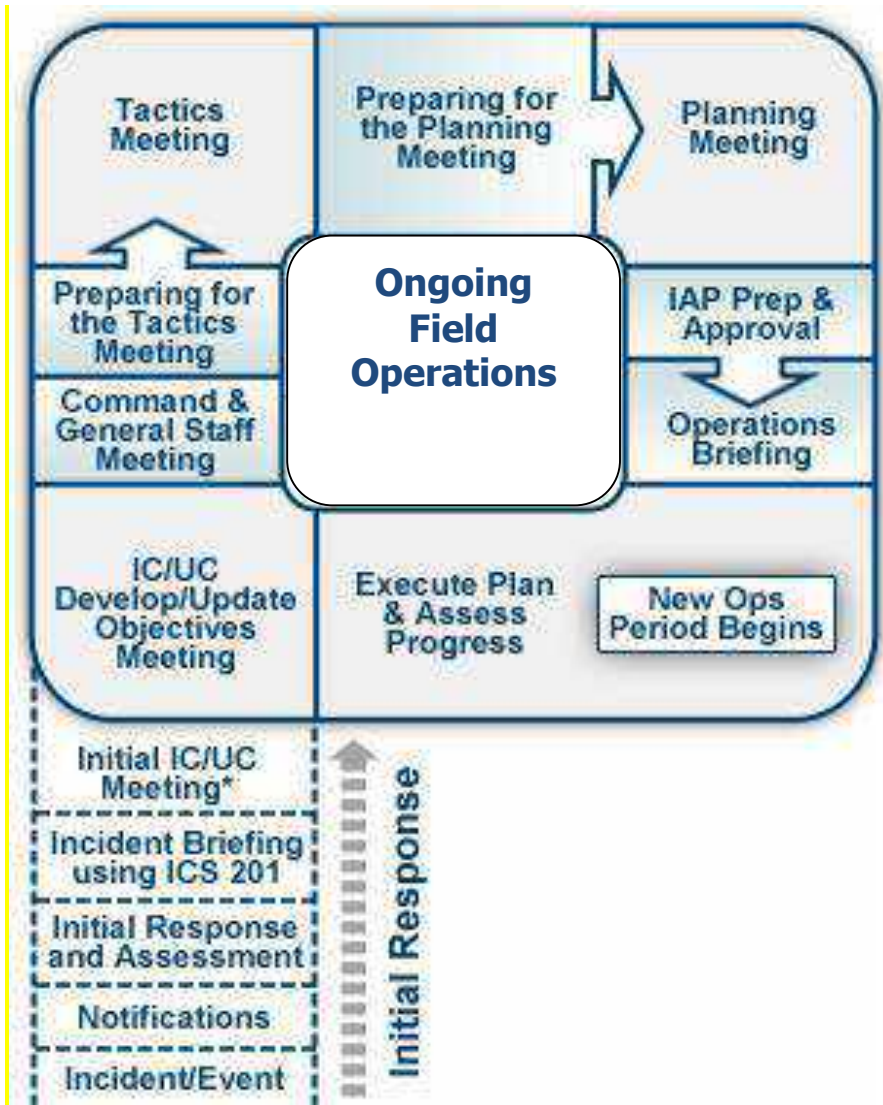 Tactics
Meeting
Preparing for
the Planning
Meeting
Planning
Meeting
Preparing for
the Tactics
Meeting
Ongoing
Field
Operations
IAP Prep &
Approval
Command &
General Staff
Meeting
Operations
Briefing
IC/UC
Develop/Update
Objectives
Meeting
Execute Plan
& Assess
Progress
New Ops
Period Begins
Initial IC/UC
Meeting*
Incident Briefing
using ICS 201
Initial Response
and Assessment
Notifications
Incident/Event
Initial Response